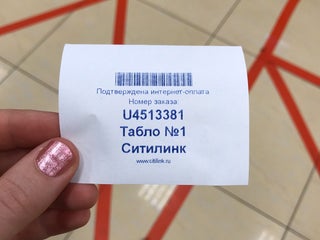 Подтверждена интернет-оплата
Номер заказа:
U4513381
Табло №1
Ситилинк
www.citilink.ru